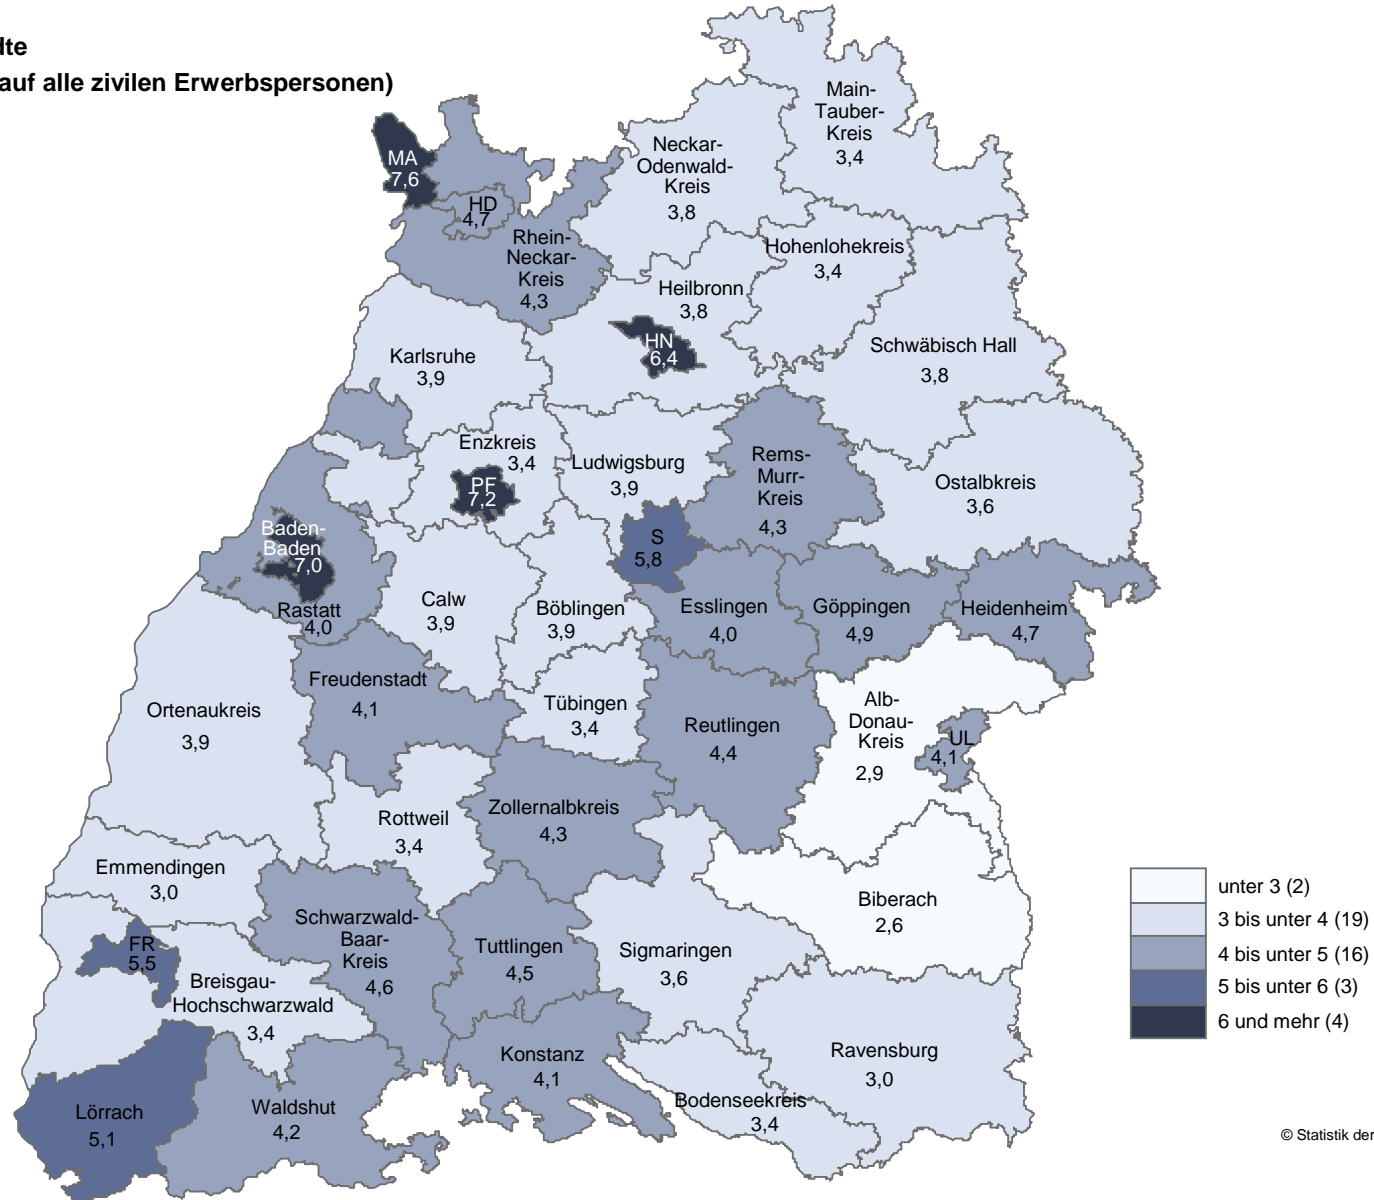 dte
auf alle zivilen Erwerbspersonen)
Main-
Tauber-
Kreis
3,4
MA
7,6
Neckar-
Odenwald-
Kreis
3,8
HD
4,7
Rhein-
Neckar-
Kreis
4,3
Hohenlohekreis
3,4
Heilbronn
3,8
HN
6,4
Schwäbisch Hall
3,8
Karlsruhe
3,9
Enzkreis
3,4
PF
7,2
Ludwigsburg
3,9
Rems-
Murr-
Kreis
4,3
Ostalbkreis
3,6
Baden-
Baden
7,0
S
5,8
Rastatt
4,0
Calw
3,9
Böblingen
3,9
Esslingen
4,0
Göppingen
4,9
Heidenheim
4,7
Freudenstadt
4,1
Ortenaukreis
3,9
Tübingen
3,4
Reutlingen
4,4
Alb-
Donau-
Kreis
2,9
UL
4,1
Rottweil
3,4
Zollernalbkreis
4,3
Emmendingen
3,0
Biberach
2,6
Schwarzwald-
Baar-
Kreis
4,6
Tuttlingen
4,5
Sigmaringen
3,6
FR
5,5
Breisgau-
Hochschwarzwald
3,4
Konstanz
4,1
Ravensburg
3,0
Bodenseekreis
3,4
Lörrach
5,1
Waldshut
4,2
unter 3 (2)
3 bis unter 4 (19)
4 bis unter 5 (16)
5 bis unter 6 (3)
6 und mehr (4)
© Statistik der